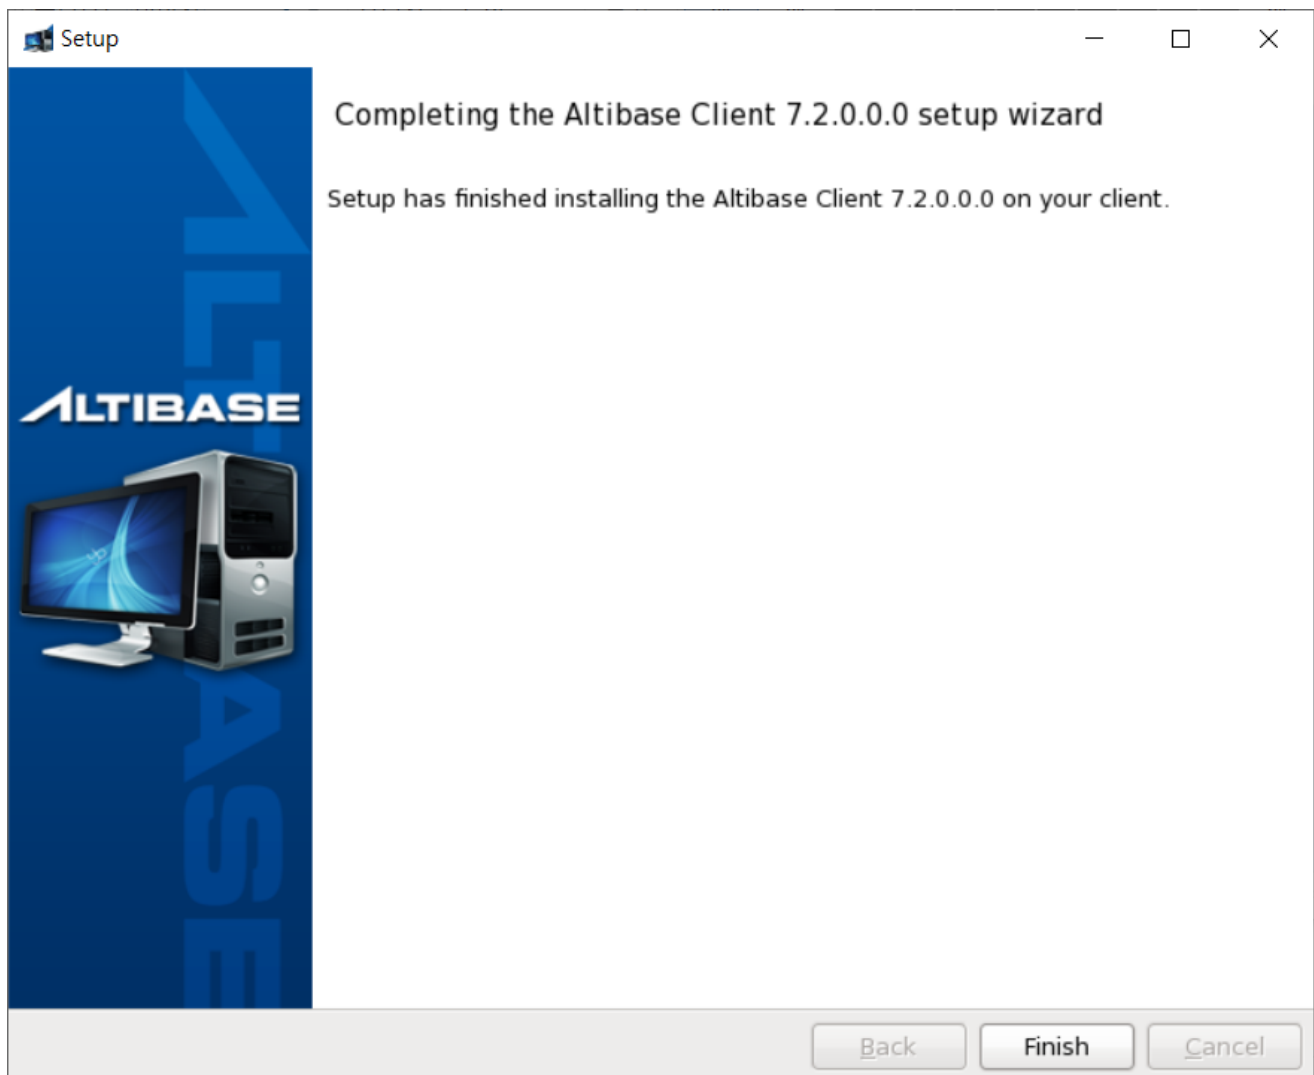 Setup
Completing the Altibase Client 7.2.0.0.0 setup wizard
Setup has finished installing the Altibase Client 7.2.0.0.0 on your client.
ALTIBASE
ALTIBASE
Back
Finish
Cancel